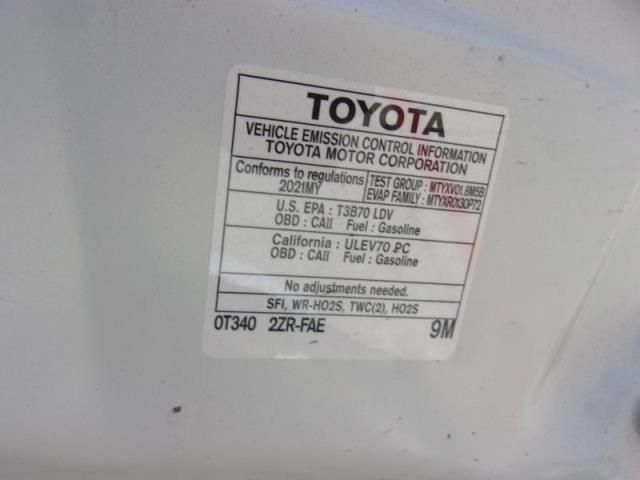 TOYOTA
VEHICLE EMISSION CONTROL INFORMATION
TOYOTA MOTOR CORPORATION
Conforms to regulations
2021MY
TEST GROUP : MTYXV01.8M5B
EVAP FAMILY : MTYXR0130P72
U.S. EPA : T3B70 LDV
OBD : CAII Fuel : Gasoline
California : ULEV70 PC
OBD : CAII Fuel : Gasoline
No adjustments needed.
SFI, WR-HO2S, TWC(2), HO2S
0T340 2ZR-FAE 9M